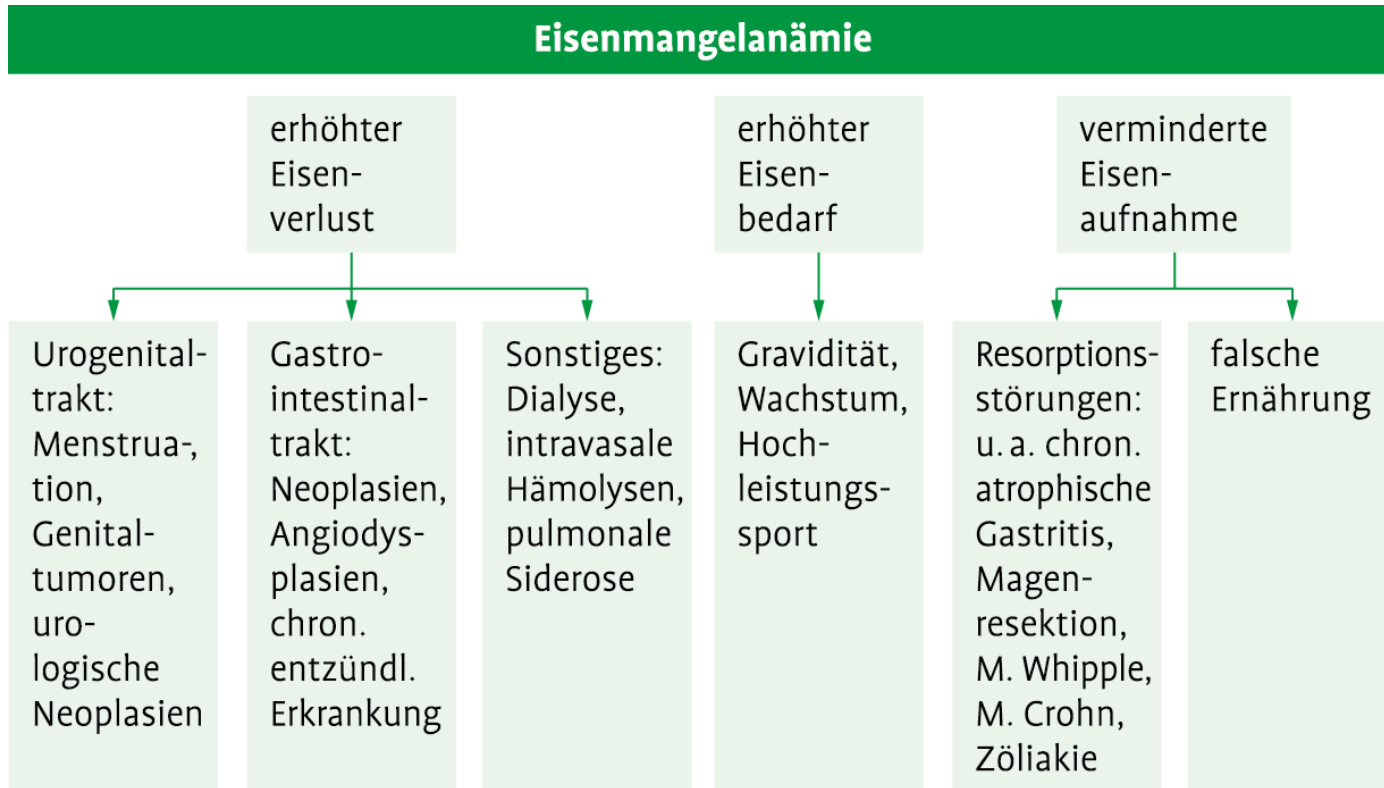 Eisenmangelanämie
erhöhter
Eisen-
verlust
erhöhter
Eisen-
bedarf
verminderte
Eisen-
aufnahme
Urogenital-
trakt:
Menstrua-,
tion,
Genital-
tumoren,
uro-
logische
Neoplasien
Gastro-
intestinal-
trakt:
Neoplasien,
Angiodys-
plasien,
chron.
entzündl.
Erkrankung
Sonstiges:
Dialyse,
intravasale
Hämolysen,
pulmonale
Siderose
Gravidität,
Wachstum,
Hoch-
leistungs-
sport
Resorptions-
störungen:
u. a. chron.
atrophische
Gastritis,
Magen-
resektion,
M. Whipple,
M. Crohn,
Zöliakie
falsche
Ernährung